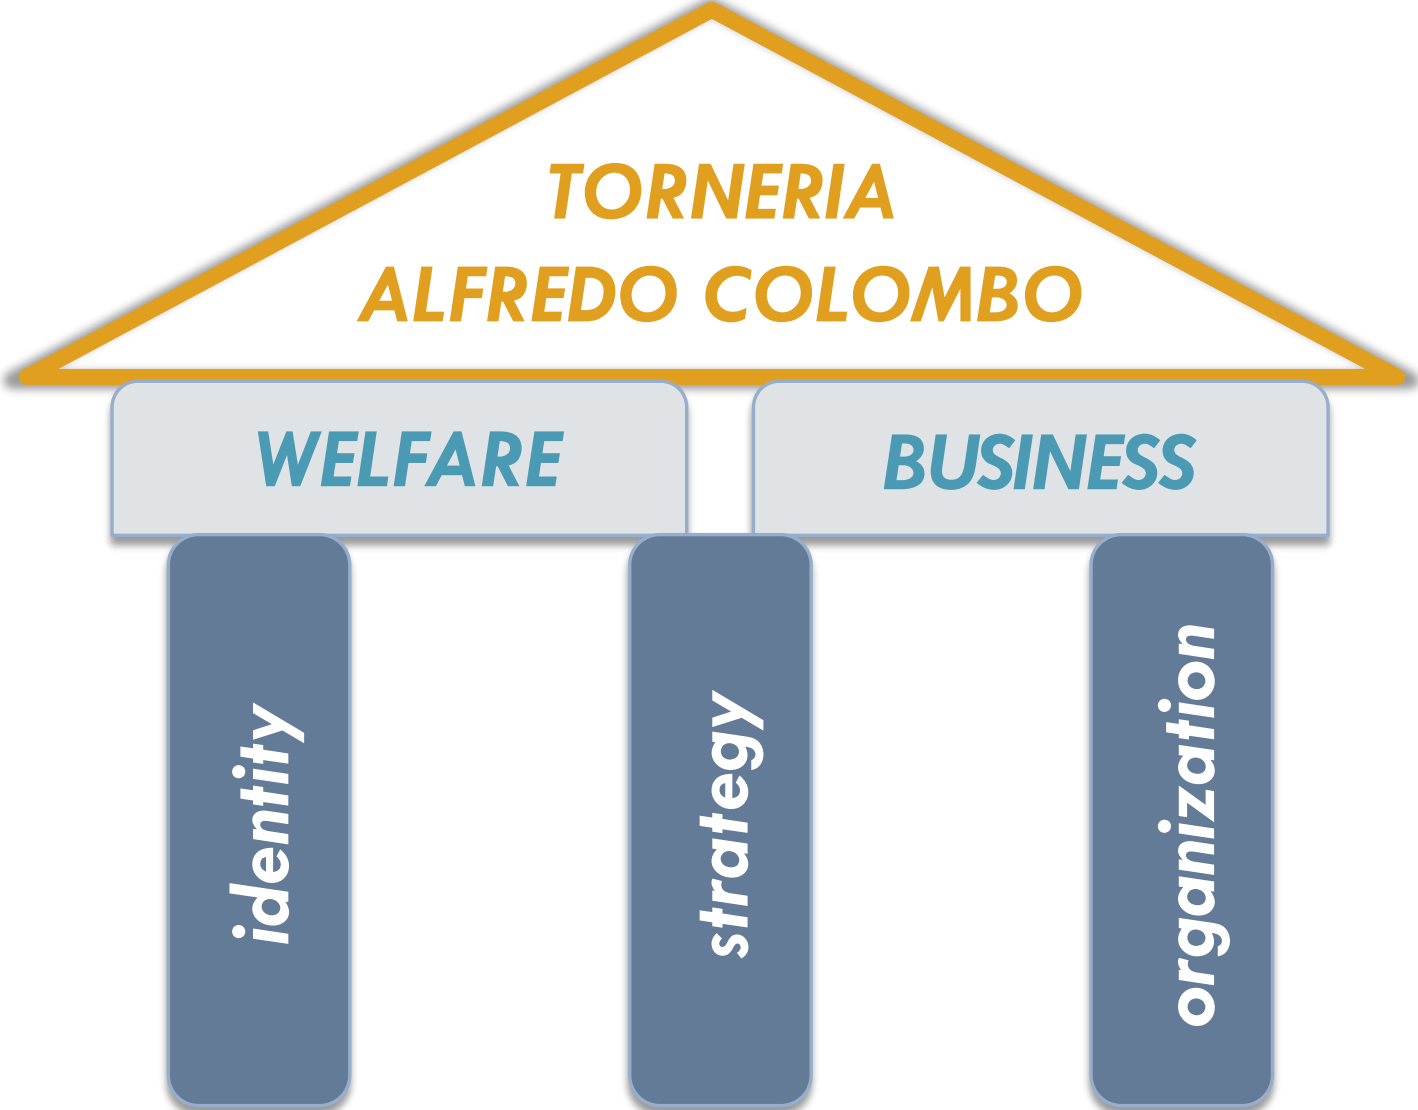 TORNERIA
ALFREDO COLOMBO
WELFARE
BUSINESS
identity
strategy
organization